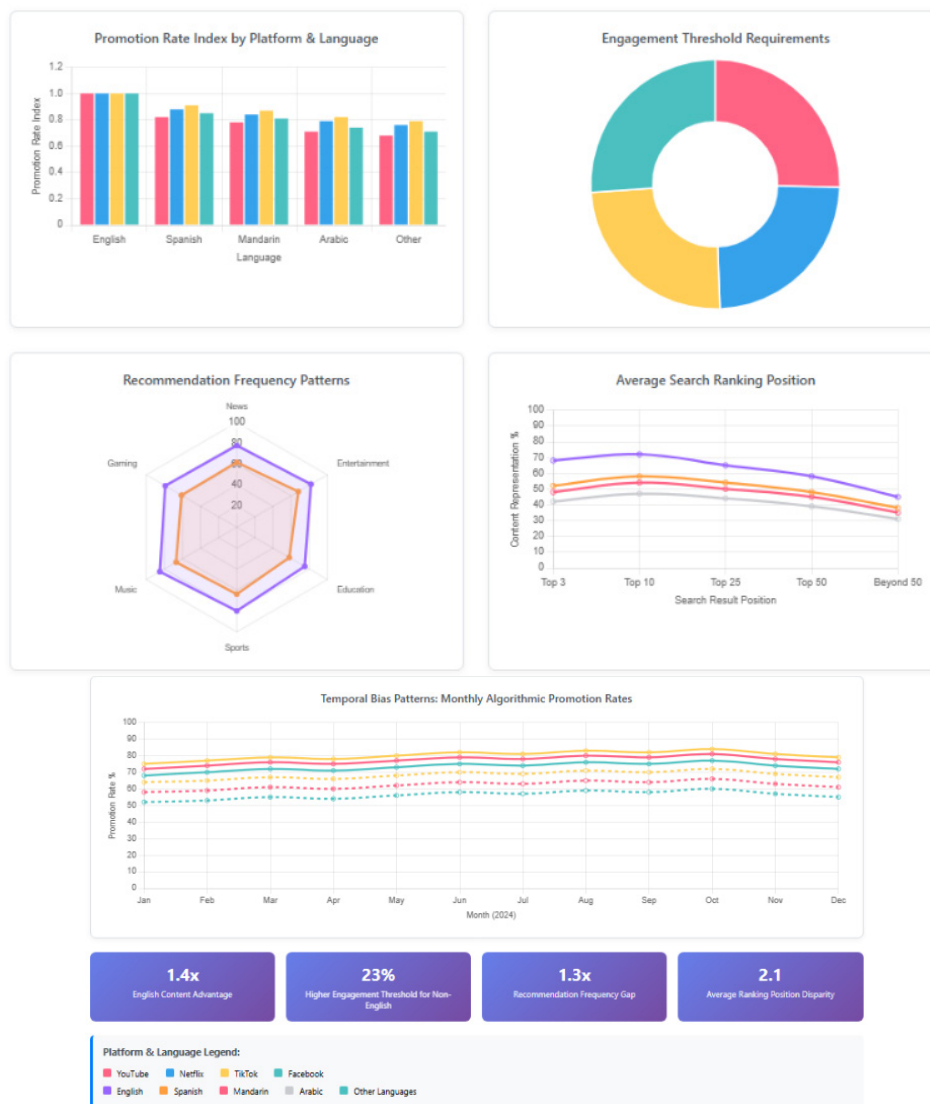 Promotion Rate Index by Platform & Language
1.2
1.0
0.8
0.6
0.4
0.2
0
Promotion Rate Index
English Spanish Mandarin Arabic Other
Language
Engagement Threshold Requirements
Recommendation Frequency Patterns
News
100
80
60
40
20
Gaming
Entertainment
Music
Education
Sports
Average Search Ranking Position
100
90
80
70
60
50
40
30
20
10
0
Content Representation %
Top 3 Top 10 Top 25 Top 50 Beyond 50
Search Result Position
Temporal Bias Patterns: Monthly Algorithmic Promotion Rates
100
90
80
70
60
50
40
30
20
10
0
Promotion Rate %
Jan Feb Mar Apr May Jun Jul Aug Sep Oct Nov Dec
Month (2024)
1.4x
English Content Advantage
23%
Higher Engagement Threshold for Non-
English
1.3x
Recommendation Frequency Gap
2.1
Average Ranking Position Disparity
Platform & Language Legend:
YouTube Netflix TikTok Facebook
English Spanish Mandarin Arabic Other Languages